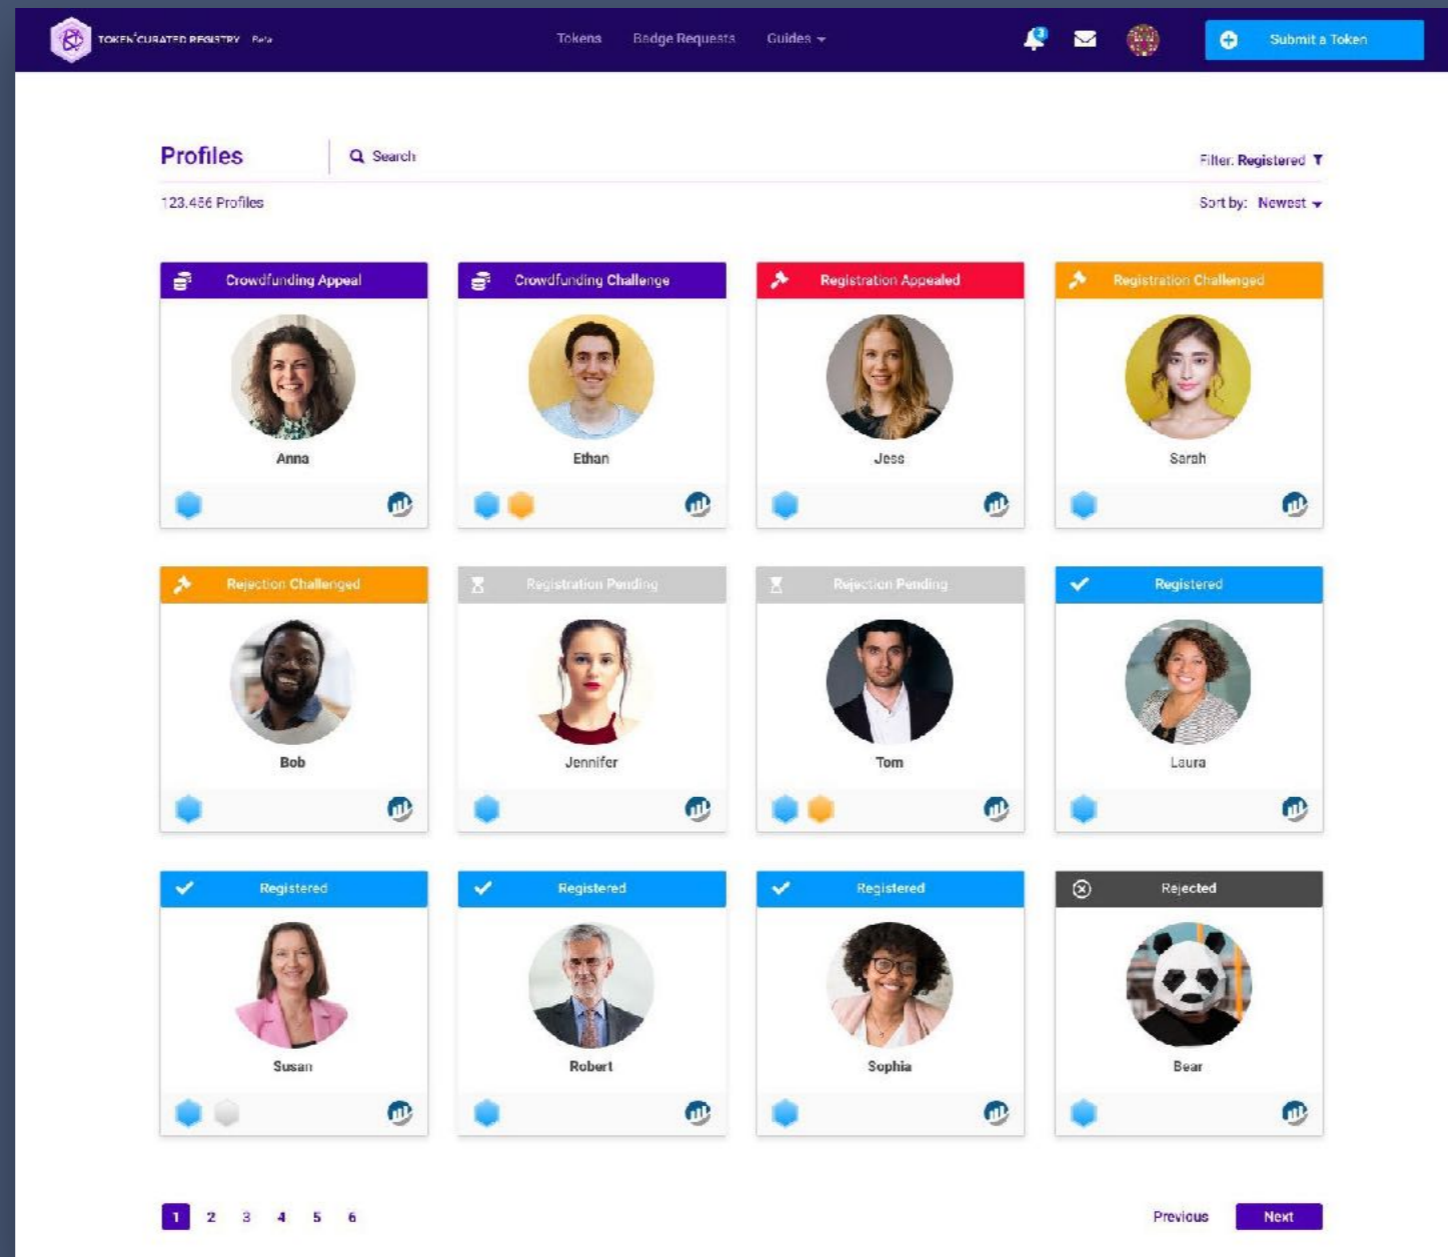 TOKEN²CURATED REGISTRY Beta
Tokens Badge Requests Guides
3
Submit a Token
Profiles
Search
Filter: Registered
123.456 Profiles
Sort by: Newest
Crowdfunding Appeal
Crowdfunding Challenge
Registration Appealed
Registration Challenged
Anna
Ethan
Jess
Sarah
Rejection Challenged
Registration Pending
Rejection Pending
Registered
Bob
Jennifer
Tom
Laura
Registered
Registered
Registered
Rejected
Susan
Robert
Sophia
Bear
1 2 3 4 5 6
Previous
Next